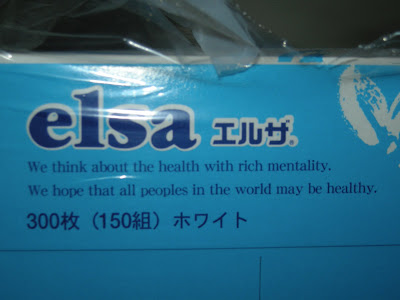 elsa エルザ®
We think about the health with rich mentality.
We hope that all peoples in the world may be healthy.
300枚（150組）ホワイト